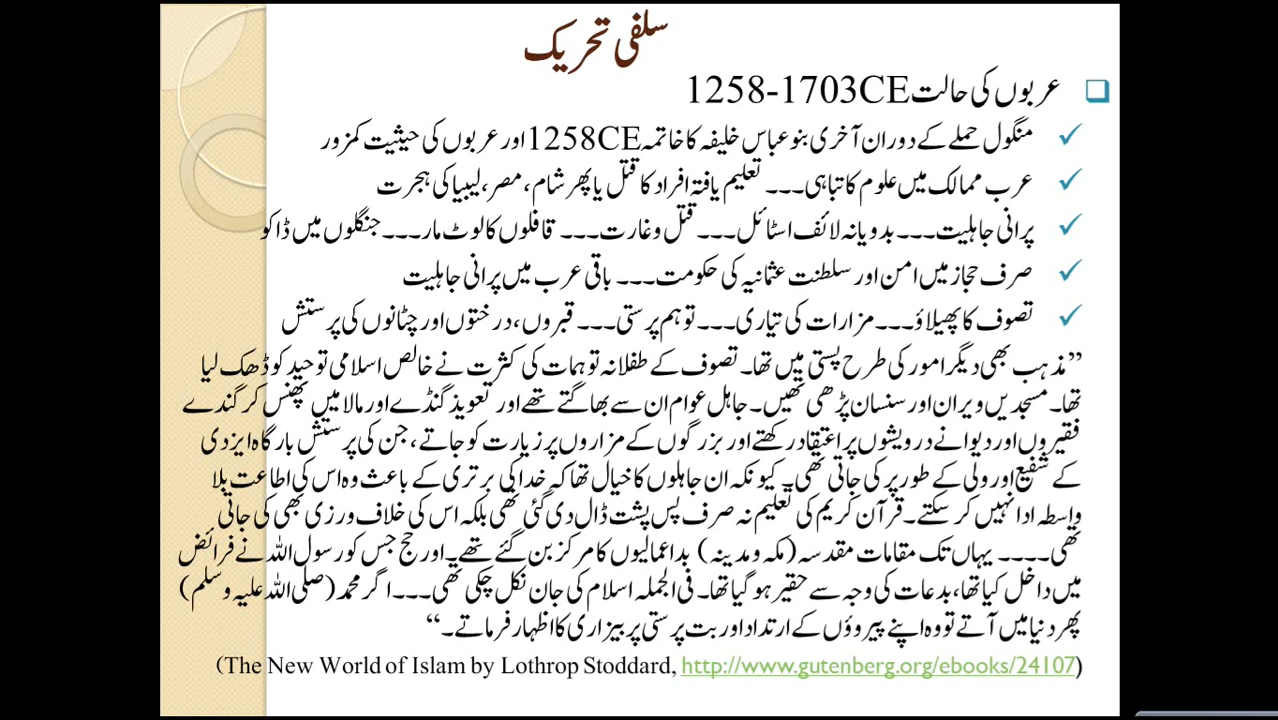 سلفی تحریک
عربوں کی حالت 1258-1703CE
منگول حملے کے دوران آخری بنو عباس خلیفہ کا خاتمہ 1258CE اور عربوں کی حیثیت کمزور
عرب ممالک میں علوم کا تباہی۔۔۔ تعلیم یافتہ افراد کا قتل یا پھر شام، مصر، لیبیا کی ہجرت
پرانی جاہلیت۔۔۔ بدویانہ لائف اسٹائل۔۔۔ قتل و غارت۔۔۔ قافلوں کا لوٹ مار۔۔۔ جنگلوں میں ڈاکو
صرف حجاز میں امن اور سلطنت عثمانیہ کی حکومت۔۔۔ باقی عرب میں پرانی جاہلیت
تصوف کا پھیلاؤ۔۔۔ مزارات کی تیاری۔۔۔ توہم پرستی۔۔۔ قبروں، درختوں اور چٹانوں کی پرستش
”مذہب بھی دیگر امور کی طرح پستی میں تھا۔ تصوف کے طفلانہ توہمات کی کثرت نے خالص اسلامی توحید کو ڈھک لیا
تھا۔ مسجدیں ویران اور سنسان پڑھی تھیں۔ جاہل عوام ان سے بھاگتے تھے اور تعویذ گنڈے اور مالا میں پھنس کر گندے
فقیروں اور دیوانے درویشوں پر اعتقاد رکھتے اور بزرگوں کے مزاروں پر زیارت کو جاتے، جن کی پرستش بارگاہ ایزدی
کے شفیع اور ولی کے طور پر کی جاتی تھی۔ کیونکہ ان جاہلوں کا خیال تھا کہ خدا کی برتری کے باعث وہ اس کی اطاعت بلا
واسطہ ادا نہیں کر سکتے۔ قرآن کریم کی تعلیم نہ صرف پس پشت ڈال دی گئی تھی بلکہ اس کی خلاف ورزی بھی کی جاتی
تھی۔۔۔۔ یہاں تک مقامات مقدسہ (مکہ و مدینہ) بداعمالیوں کا مرکز بن گئے تھے۔ اور حج جس کو رسول اللہ نے فرائض
میں داخل کیا تھا، بدعات کی وجہ سے حقیر ہو گیا تھا۔ فی الجملہ اسلام کی جان نکل چکی تھی۔۔۔ اگر محمد (صلی اللہ علیہ وسلم)
پھر دنیا میں آتے تو وہ اپنے پیروؤں کے ارتداد اور بت پرستی پر بیزاری کا اظہار فرماتے۔“
(The New World of Islam by Lothrop Stoddard, http://www.gutenberg.org/ebooks/24107)